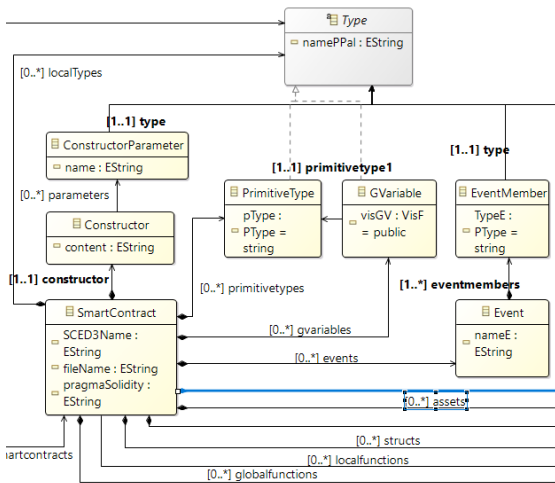 Type
namePPal : EString
[0..*] localTypes
[1..1] type
ConstructorParameter
name : EString
[1..1] type
[1..1] primitivetype1
[0..*] parameters
PrimitiveType
pType :
PType =
string
GVariable
visGV : VisF
= public
EventMember
TypeE :
PType =
string
Constructor
content : EString
[1..1] constructor
[0..*] primitivetypes
[1..*] eventmembers
SmartContract
SCED3Name :
EString
fileName : EString
pragmaSolidity :
EString
Event
nameE :
EString
[0..*] gvariables
[0..*] events
[0..*] assets
[0..*] structs
martcontracts
[0..*] localfunctions
[0..*] globalfunctions